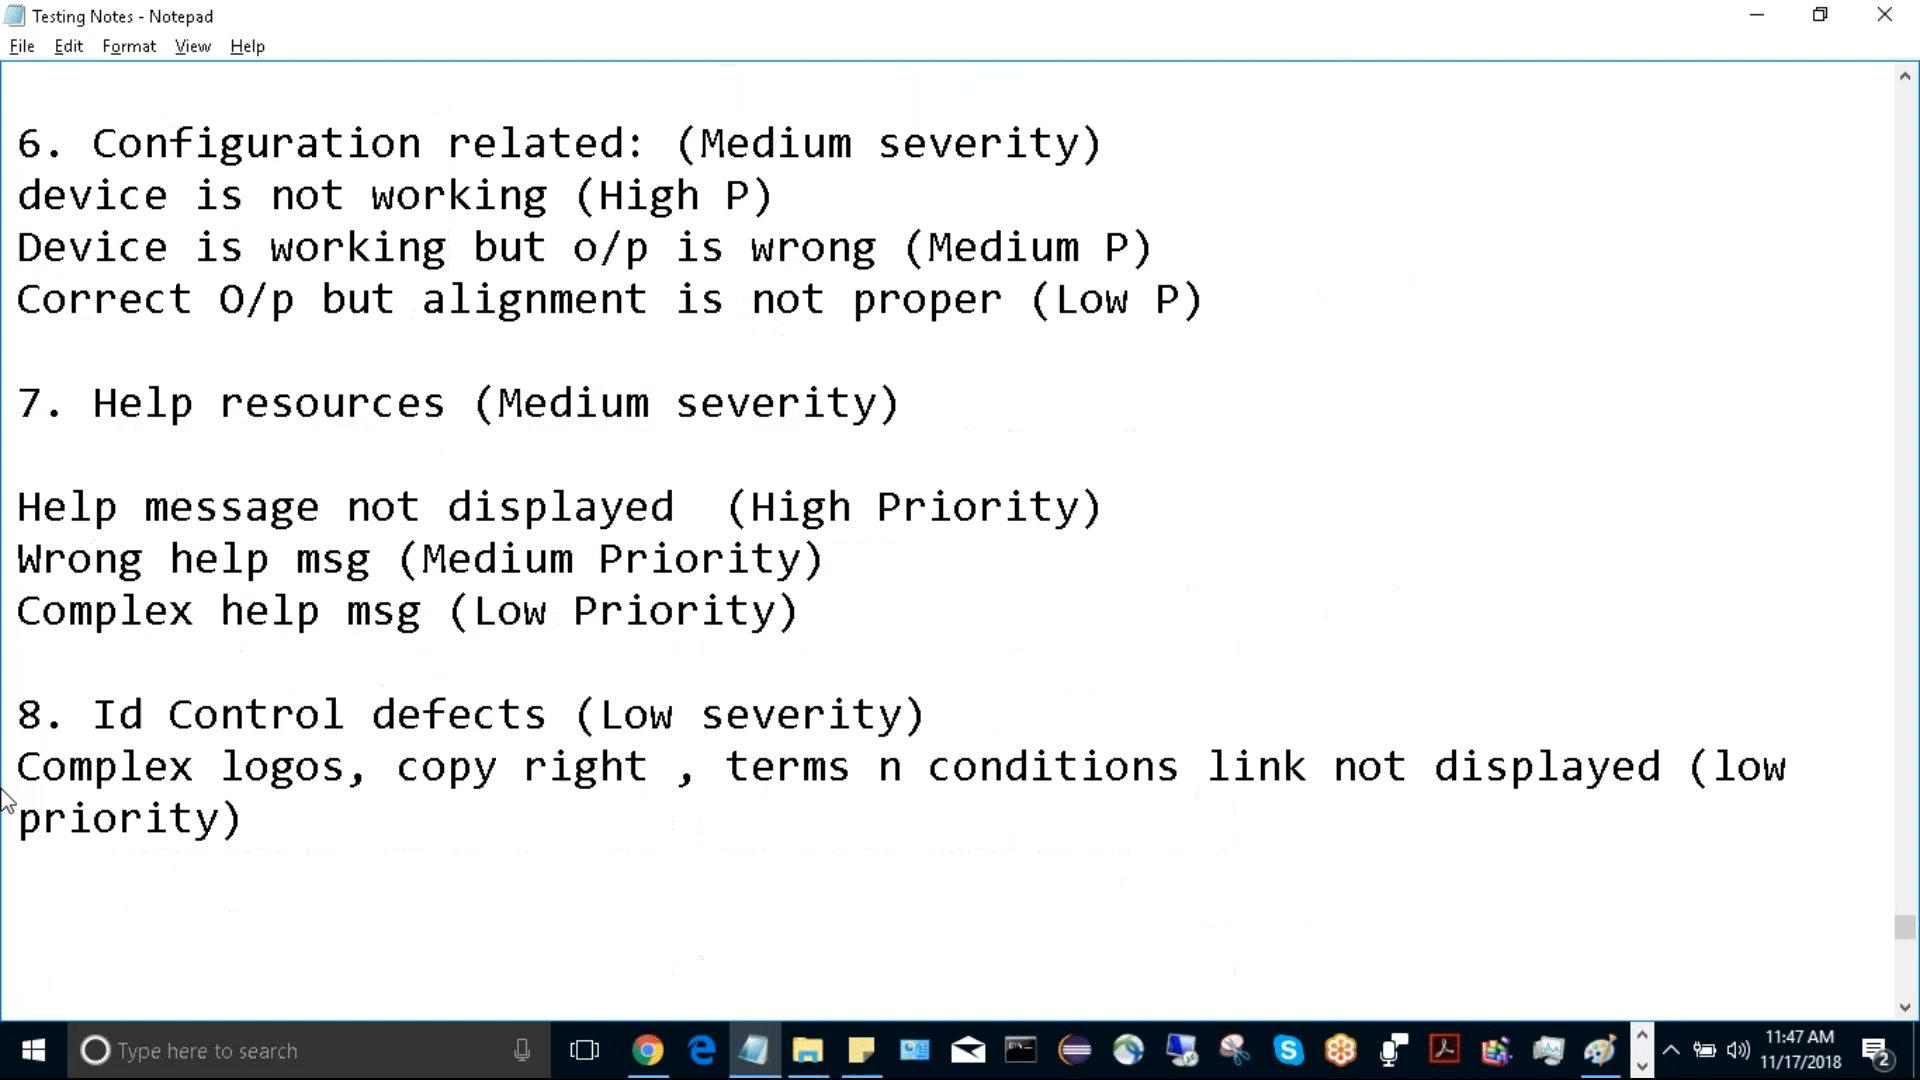 Testing Notes - Notepad
File Edit Format View Help
6. Configuration related: (Medium severity)
device is not working (High P)
Device is working but o/p is wrong (Medium P)
Correct O/p but alignment is not proper (Low P)
7. Help resources (Medium severity)
Help message not displayed  (High Priority)
Wrong help msg (Medium Priority)
Complex help msg (Low Priority)
8. Id Control defects (Low severity)
Complex logos, copy right , terms n conditions link not displayed (low
priority)
Type here to search
11:47 AM
11/17/2018
2